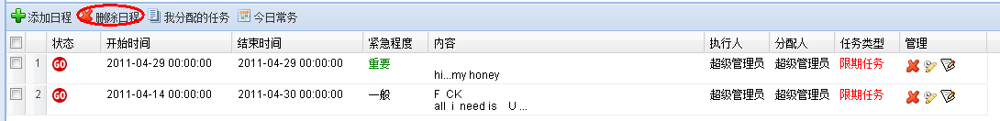 添加日程 删除日程 我分配的任务 今日常务
状态 开始时间 结束时间 紧急程度 内容 执行人 分配人 任务类型 管理
1 GO 2011-04-29 00:00:00 2011-04-29 00:00:00 重要 hi...my honey 超级管理员 超级管理员 限期任务
2 GO 2011-04-14 00:00:00 2011-04-30 00:00:00 一般 F CK 超级管理员 超级管理员 限期任务
all i need is U ...